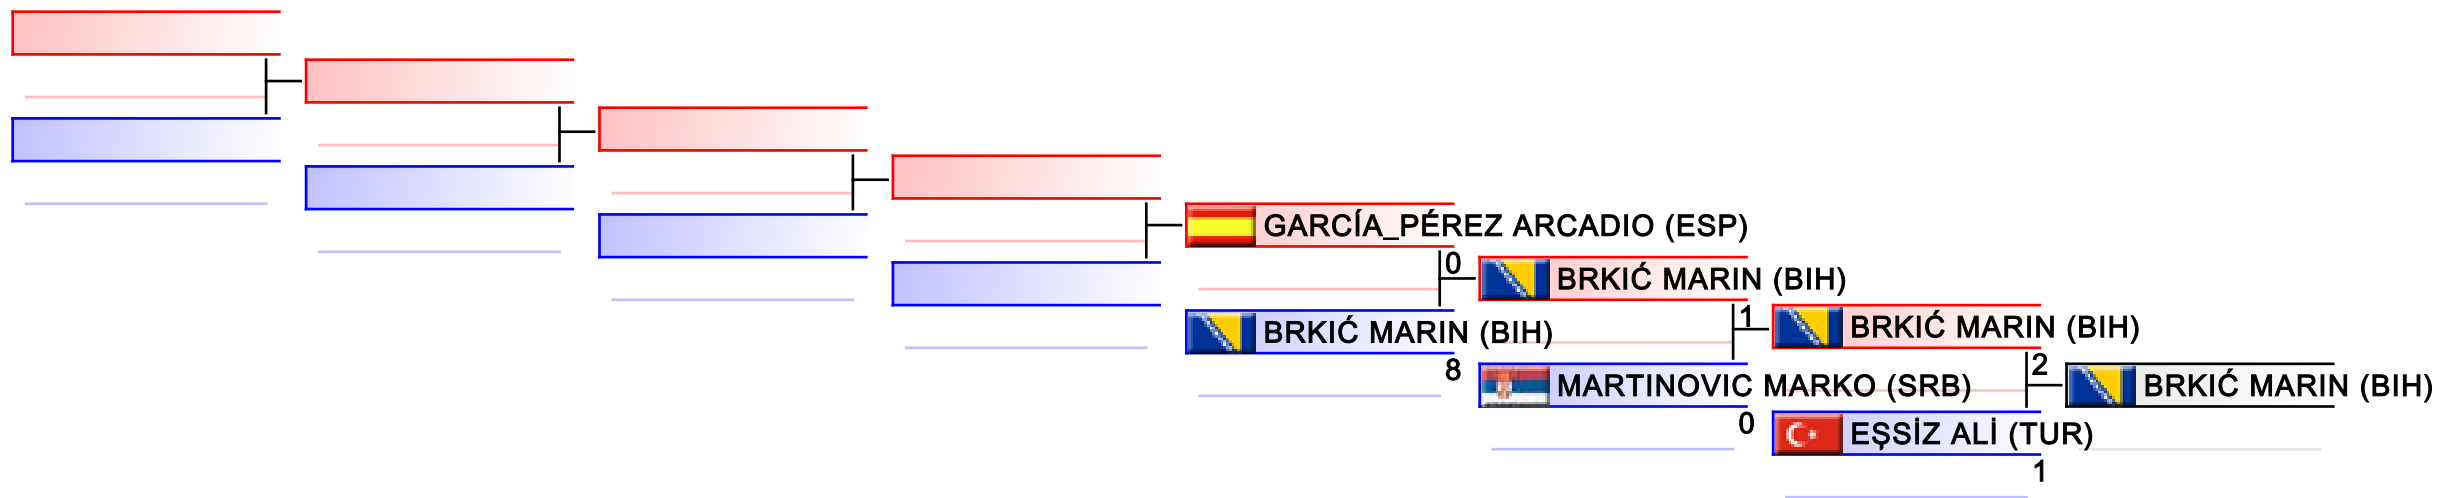 GARCÍA_PÉREZ ARCADIO (ESP)
0
BRKIĆ MARIN (BIH)
BRKIĆ MARIN (BIH)
8
1
BRKIĆ MARIN (BIH)
MARTINOVIC MARKO (SRB)
0
2
BRKIĆ MARIN (BIH)
EŞSİZ ALİ (TUR)
1